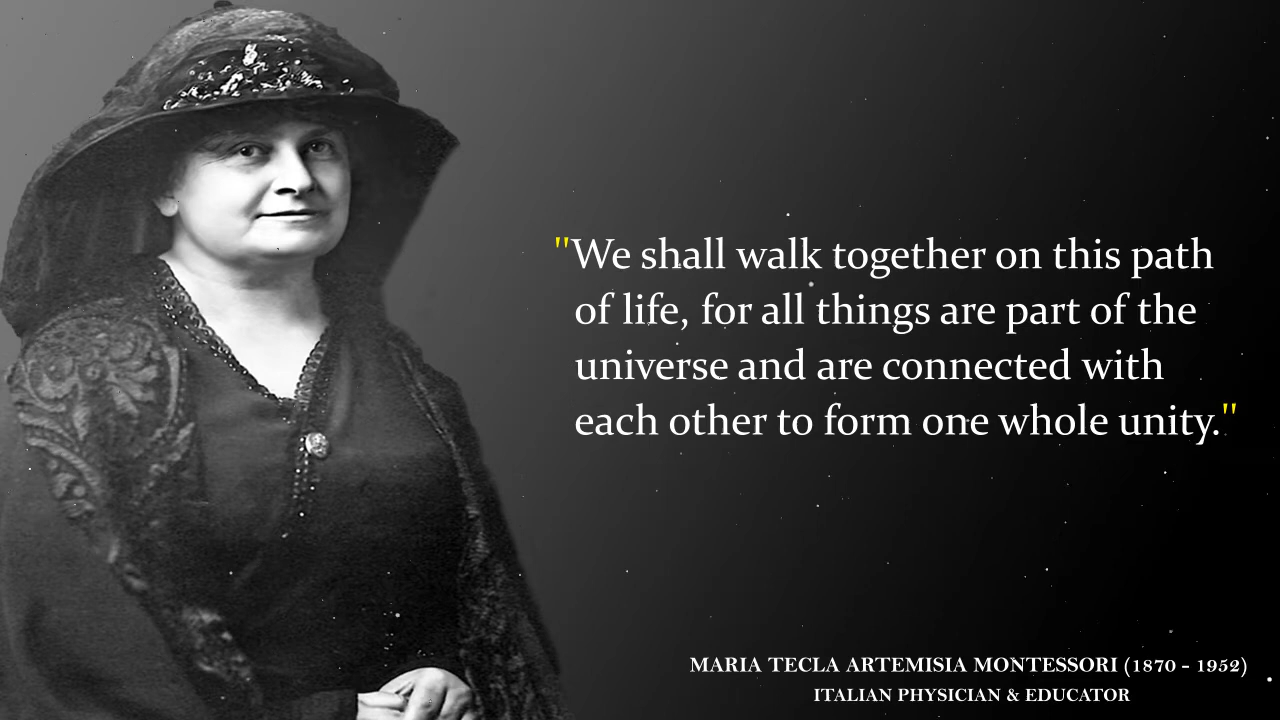 "We shall walk together on this path
of life, for all things are part of the
universe and are connected with
each other to form one whole unity."
MARIA TECLA ARTEMISIA MONTESSORI (1870 - 1952)
ITALIAN PHYSICIAN & EDUCATOR